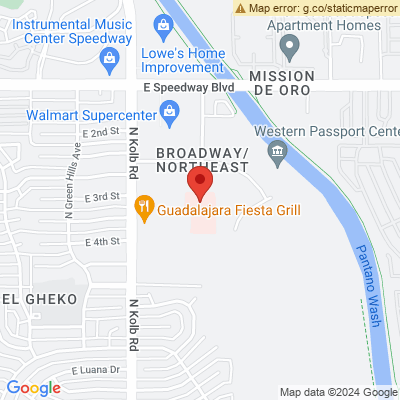 Map error: g.co/staticmaperror
Instrumental Music
Center Speedway
Apartment Homes
Lowe's Home
Improvement
MISSION
DE ORO
E Speedway Blvd
Walmart Supercenter
E 2nd St
Western Passport Center
N Kolb Rd
BROADWAY/
NORTHEAST
N Green Hills Ave
E 3rd St
Guadalajara Fiesta Grill
E 4th St
EL GHEKO
N Kolb Rd
Pantano Wash
E Luana Dr
Google
Map data ©2024 Google